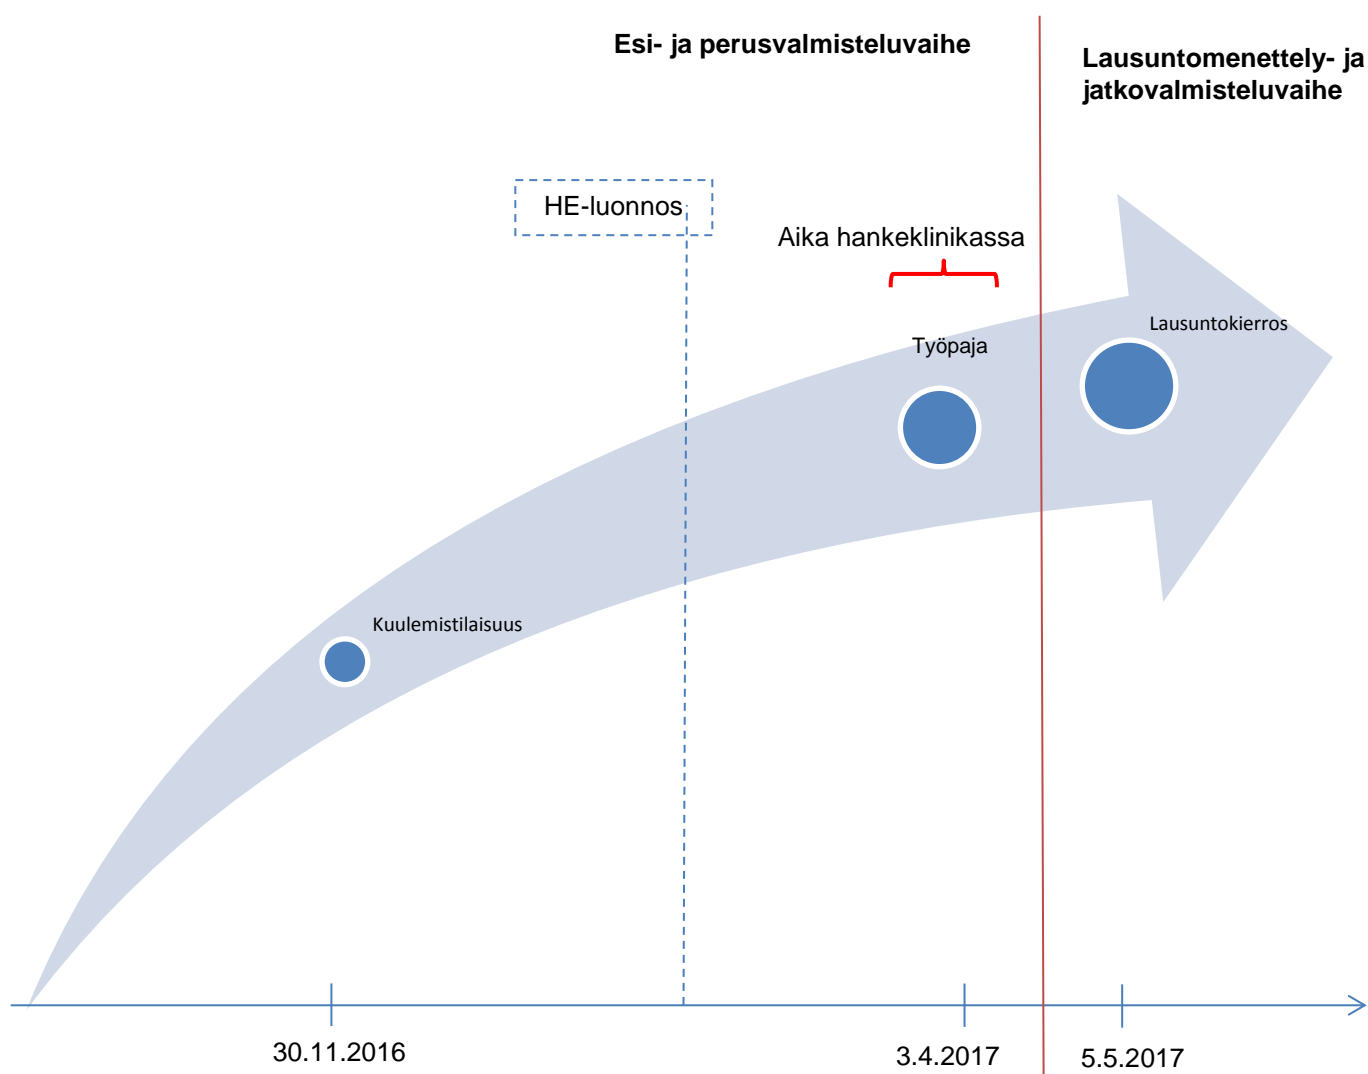 Esi- ja perusvalmisteluvaihe
Lausuntomenettely- ja
jatkovalmisteluvaihe
HE-luonnos
Aika hankeklinikassa
Lausuntokierros
Työpaja
Kuulemistilaisuus
30.11.2016
3.4.2017
5.5.2017